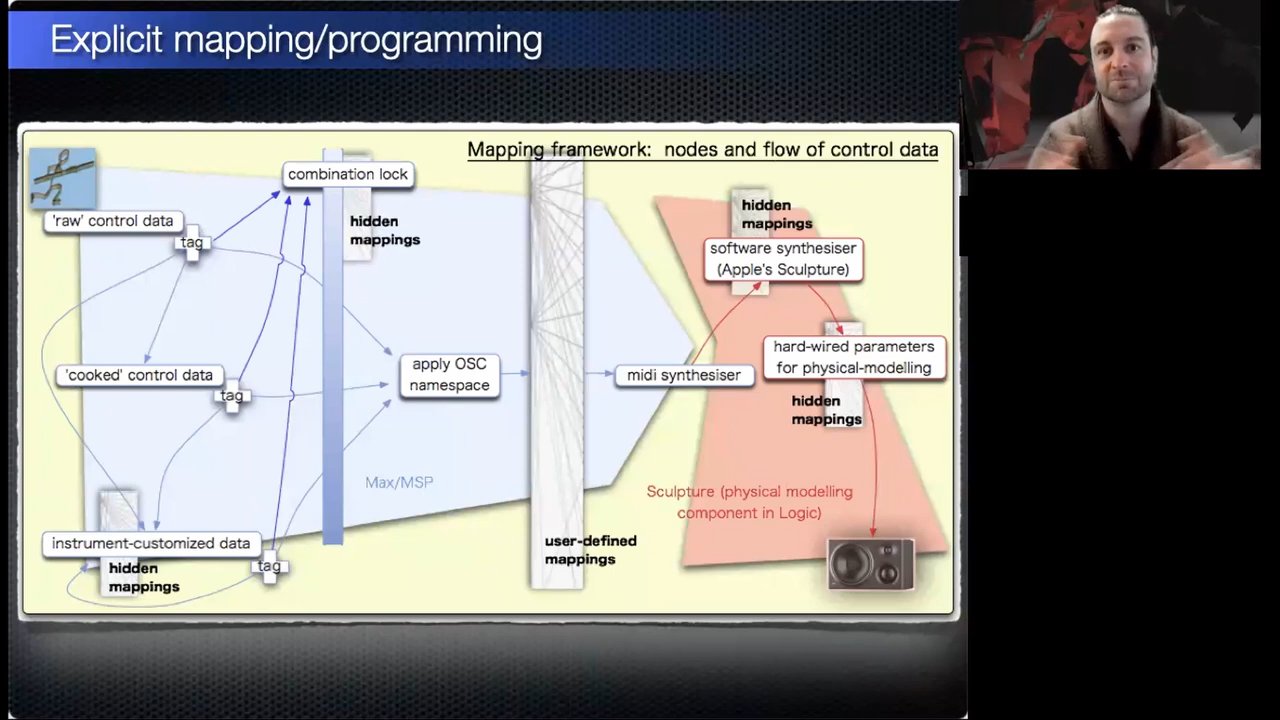 Explicit mapping/programming
Mapping framework:  nodes and flow of control data
combination lock
'raw' control data
tag
hidden
mappings
hidden
mappings
software synthesiser
(Apple's Sculpture)
apply OSC
namespace
'cooked' control data
tag
midi synthesiser
hard-wired parameters
for physical-modelling
hidden
mappings
Max/MSP
Sculpture (physical modelling
component in Logic)
instrument-customized data
tag
hidden
mappings
user-defined
mappings